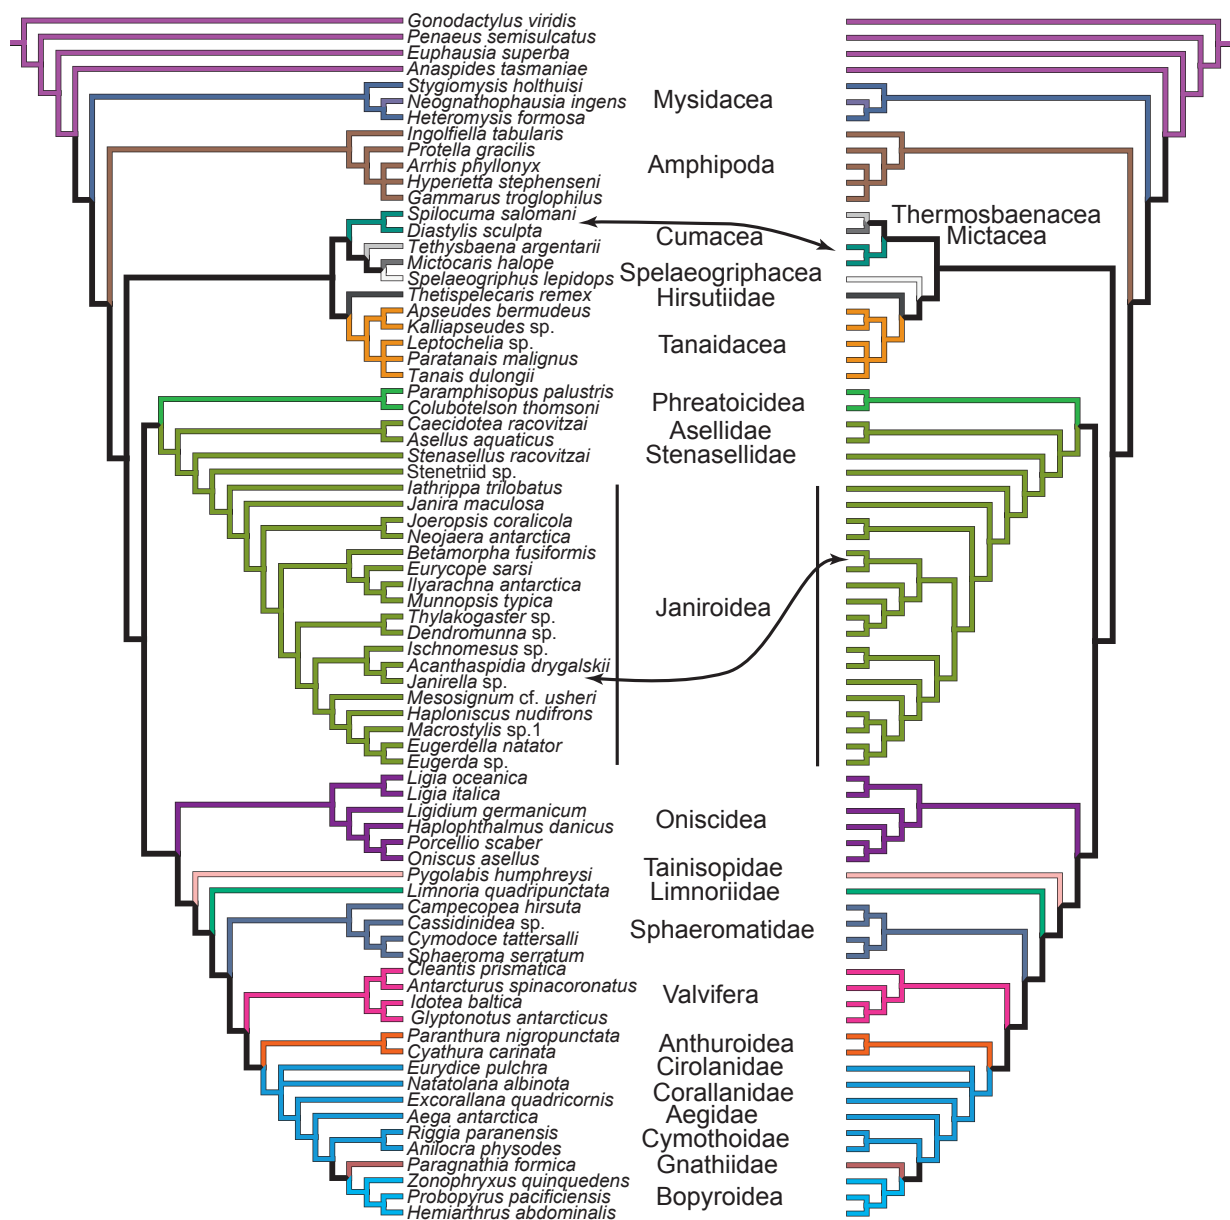 Gonodactylus viridis
Penaeus semisulcatus
Euphausia superba
Anaspides tasmaniae
Stygiomysis holthuisi
Neognathophausia ingens
Heteromysis formosa
Ingolfiella tabularis
Protella gracilis
Arrhis phyllonyx
Hyperietta stephenseni
Gammarus troglophilus
Spilocuma salomani
Diastylis sculpta
Tethysbaena argentarii
Mictocaris halope
Spelaeogriphus lepidops
Thetispelecaris remex
Apseudes bermudeus
Kalliapseudes sp.
Leptochelia sp.
Paratanais malignus
Tanais dulongii
Paramphisopus palustris
Colubotelson thomsoni
Caecidotea racovitzai
Asellus aquaticus
Stenasellus racovitzai
Stenetriid sp.
Iathrippa trilobatus
Janira maculosa
Joeropsis coralicola
Neojaera antarctica
Betamorpha fusiformis
Eurycope sarsi
Ilyarachna antarctica
Munnopsis typica
Thylakogaster sp.
Dendromunna sp.
Ischnomesus sp.
Acanthaspidia drygalskii
Janirella sp.
Mesosignum cf. usheri
Haploniscus nudifrons
Macrostylis sp.1
Eugerdella natator
Eugerda sp.
Ligia oceanica
Ligia italica
Ligidium germanicum
Haplophthalmus danicus
Porcellio scaber
Oniscus asellus
Pygolabis humphreysi
Limnoria quadripunctata
Campecopea hirsuta
Cassidinidea sp.
Cymodoce tattersalli
Sphaeroma serratum
Cleantis prismatica
Antarcturus spinacoronatus
Idotea baltica
Glyptonotus antarcticus
Paranthura nigropunctata
Cyathura carinata
Eurydice pulchra
Natatolana albinota
Excorallana quadricornis
Aega antarctica
Riggia paranensis
Anilocra physodes
Paragnathia formica
Zonophryxus quinquedens
Probopyrus pacificiensis
Hemiarthrus abdominalis
Mysidacea
Amphipoda
Thermosbaenacea
Mictacea
Cumacea
Spelaeogriphacea
Hirsutiidae
Tanaidacea
Phreatoicidea
Asellidae
Stenasellidae
Janiroidea
Oniscidea
Tainisopidae
Limnoriidae
Sphaeromatidae
Valvifera
Anthuroidea
Cirolanidae
Corallanidae
Aegidae
Cymothoidae
Gnathiidae
Bopyroidea